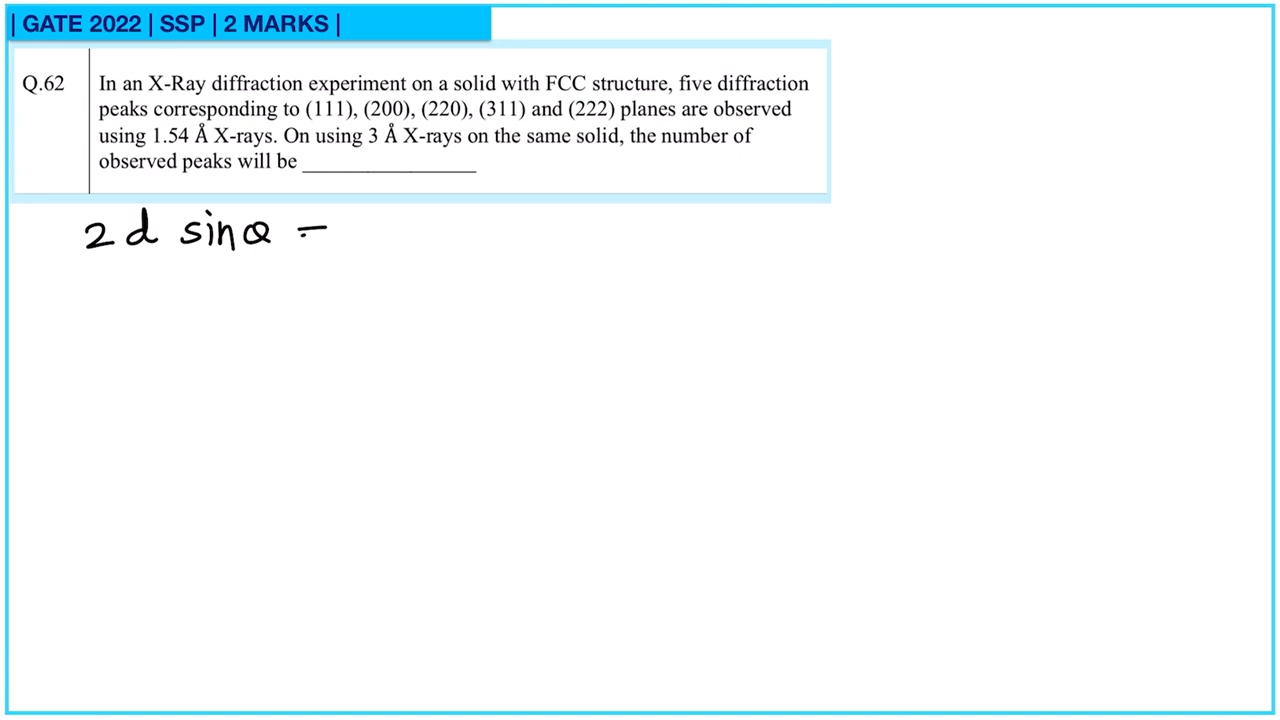 | GATE 2022 | SSP | 2 MARKS |
Q.62 In an X-Ray diffraction experiment on a solid with FCC structure, five diffraction
peaks corresponding to (111), (200), (220), (311) and (222) planes are observed
using 1.54 Å X-rays. On using 3 Å X-rays on the same solid, the number of
observed peaks will be ________________
2d sinθ =